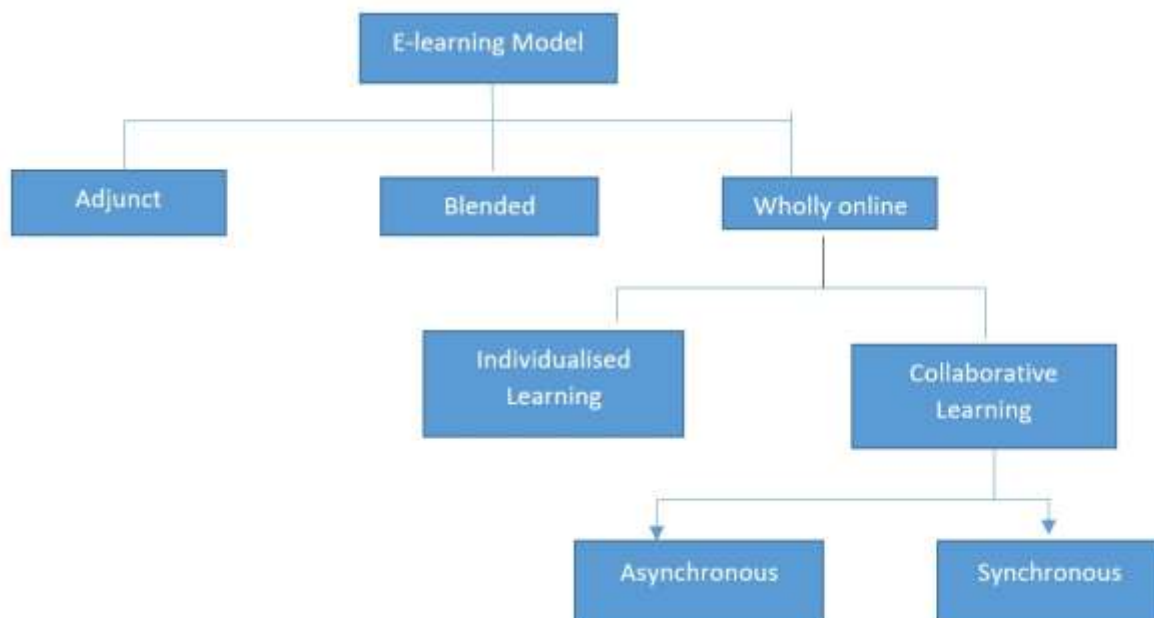 E-learning Model
Adjunct
Blended
Wholly online
Individualised
Learning
Collaborative
Learning
Asynchronous
Synchronous